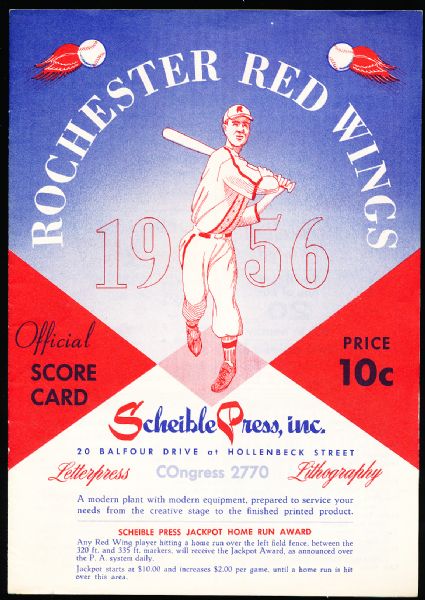 ROCHESTER RED WINGS
R
1956
Official
SCORE
CARD
PRICE
10c
Scheible Press, inc.
20 BALFOUR DRIVE at HOLLENBECK STREET
Letterpress COngress 2770 Lithography
A modern plant with modern equipment, prepared to service your
needs from the creative stage to the finished printed product.
SCHEIBLE PRESS JACKPOT HOME RUN AWARD
Any Red Wing player hitting a home run over the left field fence, between the
320 ft. and 335 ft. markers, will receive the Jackpot Award, as announced over
the P. A. system daily.
Jackpot starts at $10.00 and increases $2.00 per game, until a home run is hit
over this area.